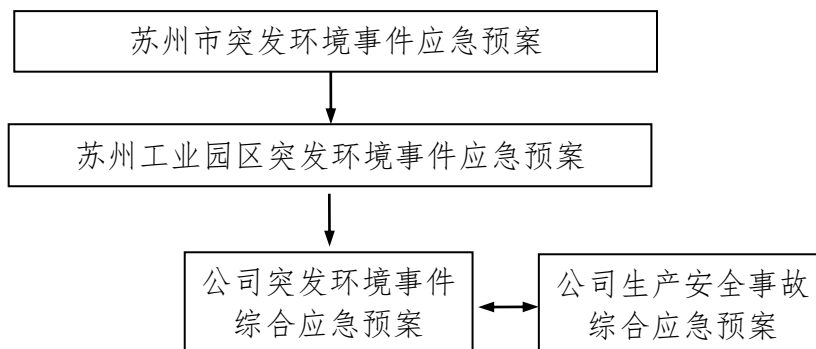 苏州市突发环境事件应急预案
苏州工业园区突发环境事件应急预案
公司突发环境事件
综合应急预案
公司生产安全事故
综合应急预案